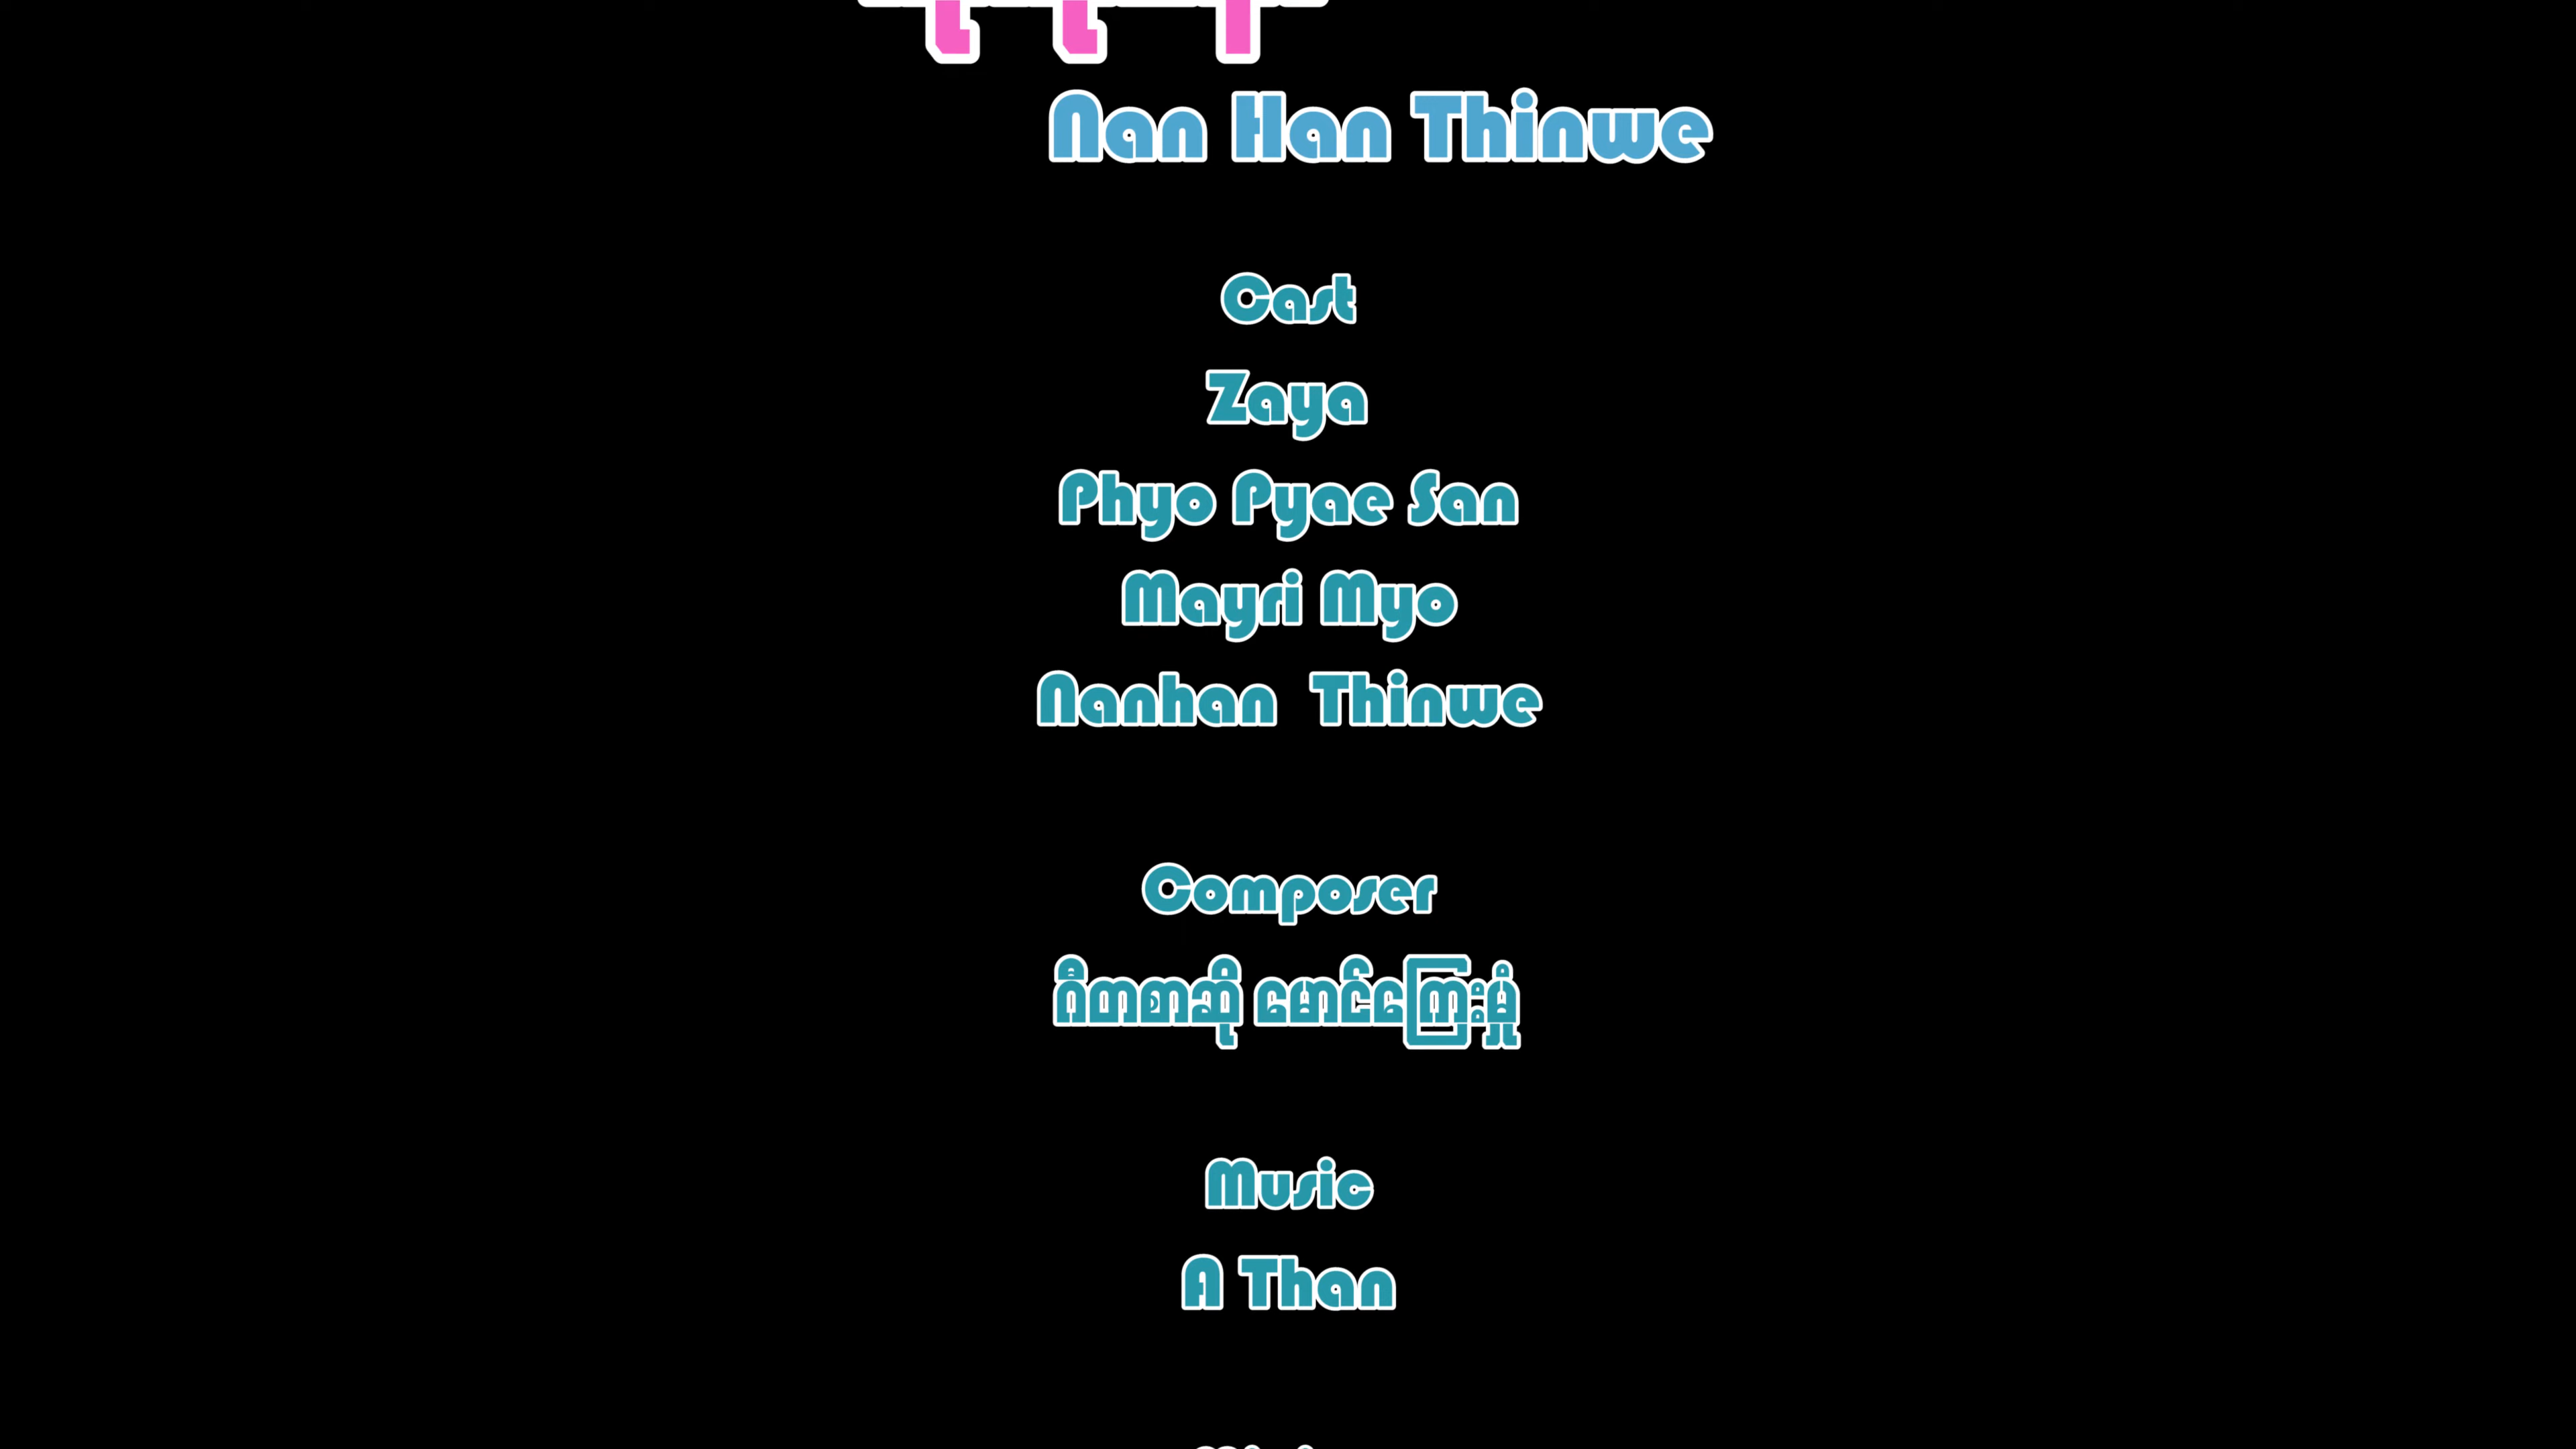 Nan Han Thinwe
Cast
Zaya
Phyo Pyae San
Mayri Myo
Nanhan Thinwe
Composer
ဂီတစာဆို မောင်ကြေးမှုံ
Music
A Than